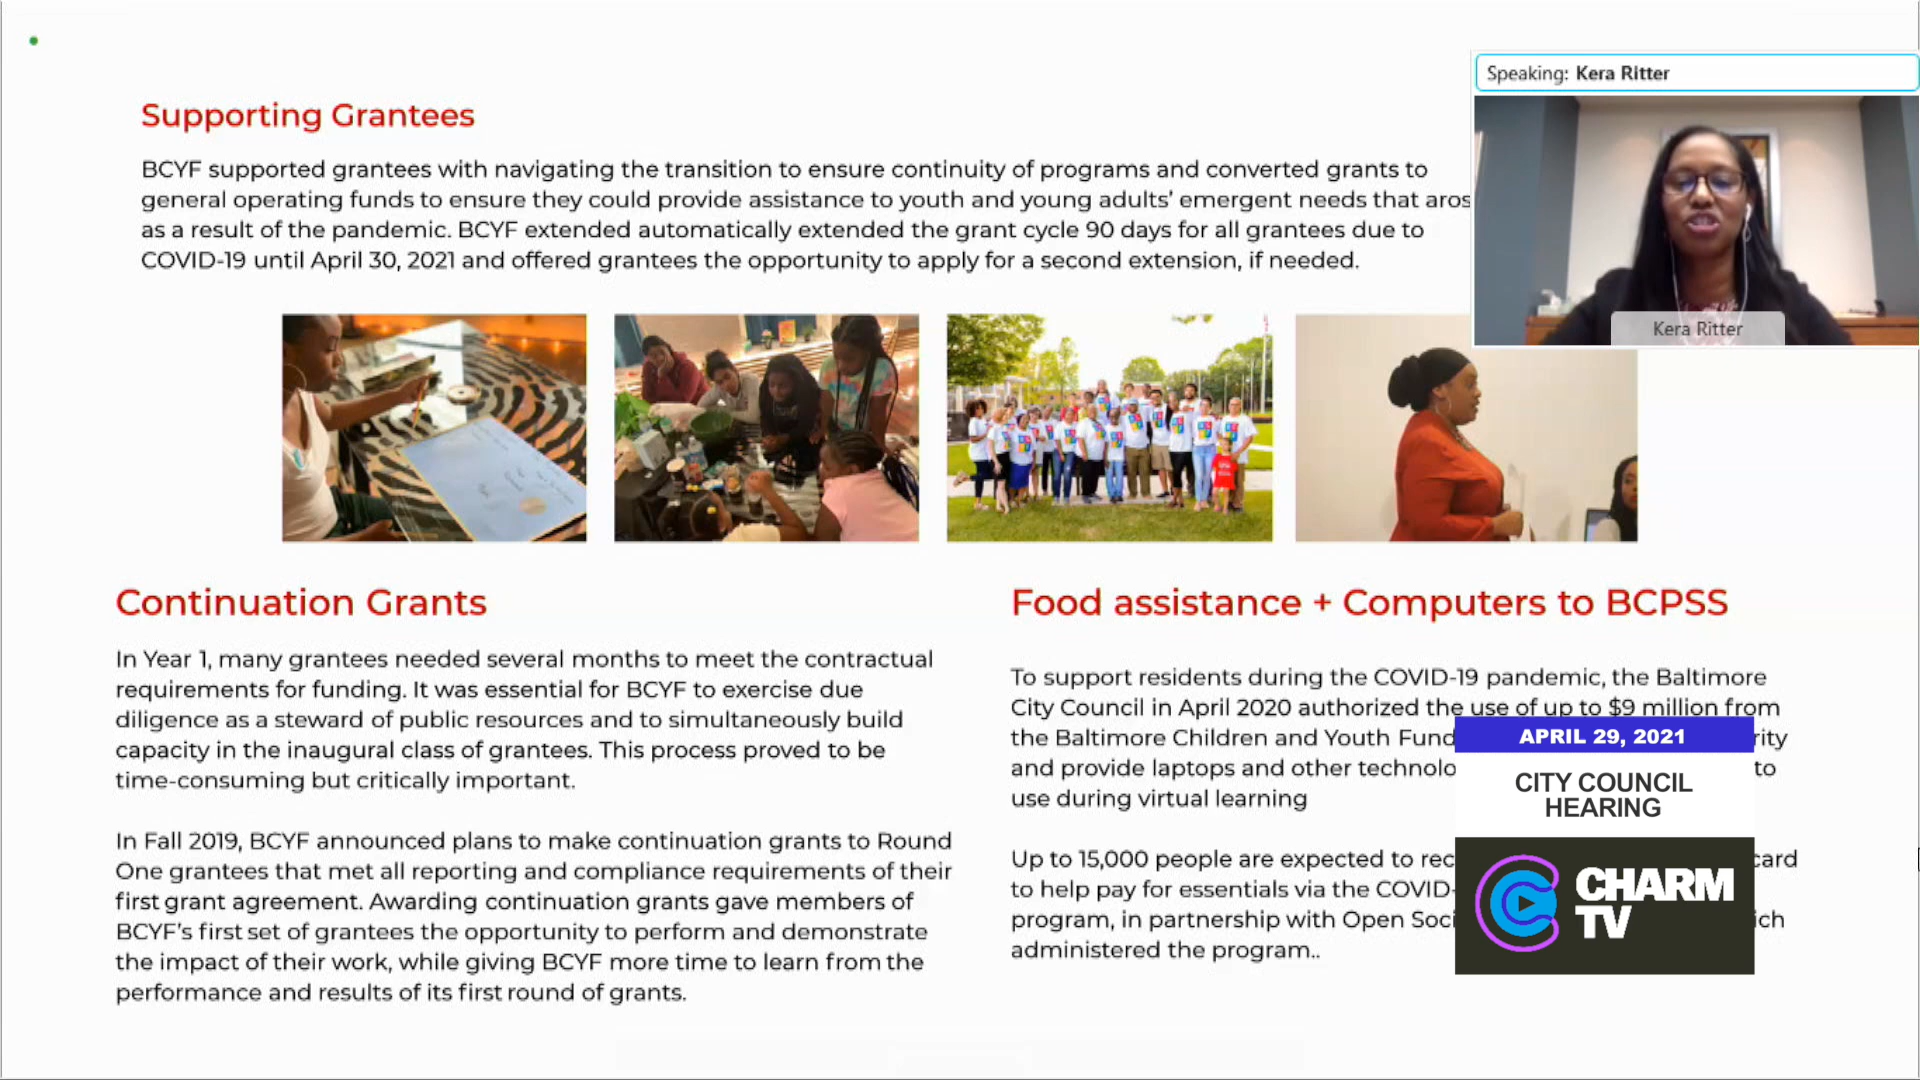 Supporting Grantees
BCYF supported grantees with navigating the transition to ensure continuity of programs and converted grants to
general operating funds to ensure they could provide assistance to youth and young adults' emergent needs that aros
as a result of the pandemic. BCYF extended automatically extended the grant cycle 90 days for all grantees due to
COVID-19 until April 30, 2021 and offered grantees the opportunity to apply for a second extension, if needed.
Speaking: Kera Ritter
Kera Ritter
Continuation Grants
In Year 1, many grantees needed several months to meet the contractual
requirements for funding. It was essential for BCYF to exercise due
diligence as a steward of public resources and to simultaneously build
capacity in the inaugural class of grantees. This process proved to be
time-consuming but critically important.
In Fall 2019, BCYF announced plans to make continuation grants to Round
One grantees that met all reporting and compliance requirements of their
first grant agreement. Awarding continuation grants gave members of
BCYF's first set of grantees the opportunity to perform and demonstrate
the impact of their work, while giving BCYF more time to learn from the
performance and results of its first round of grants.
Food assistance + Computers to BCPSS
To support residents during the COVID-19 pandemic, the Baltimore
City Council in April 2020 authorized the use of up to $9 million from
the Baltimore Children and Youth Fund rity
and provide laptops and other technolo to
use during virtual learning
Up to 15,000 people are expected to rec card
to help pay for essentials via the COVID-
program, in partnership with Open Soci ich
administered the program..
APRIL 29, 2021
CITY COUNCIL
HEARING
CHARM
TV